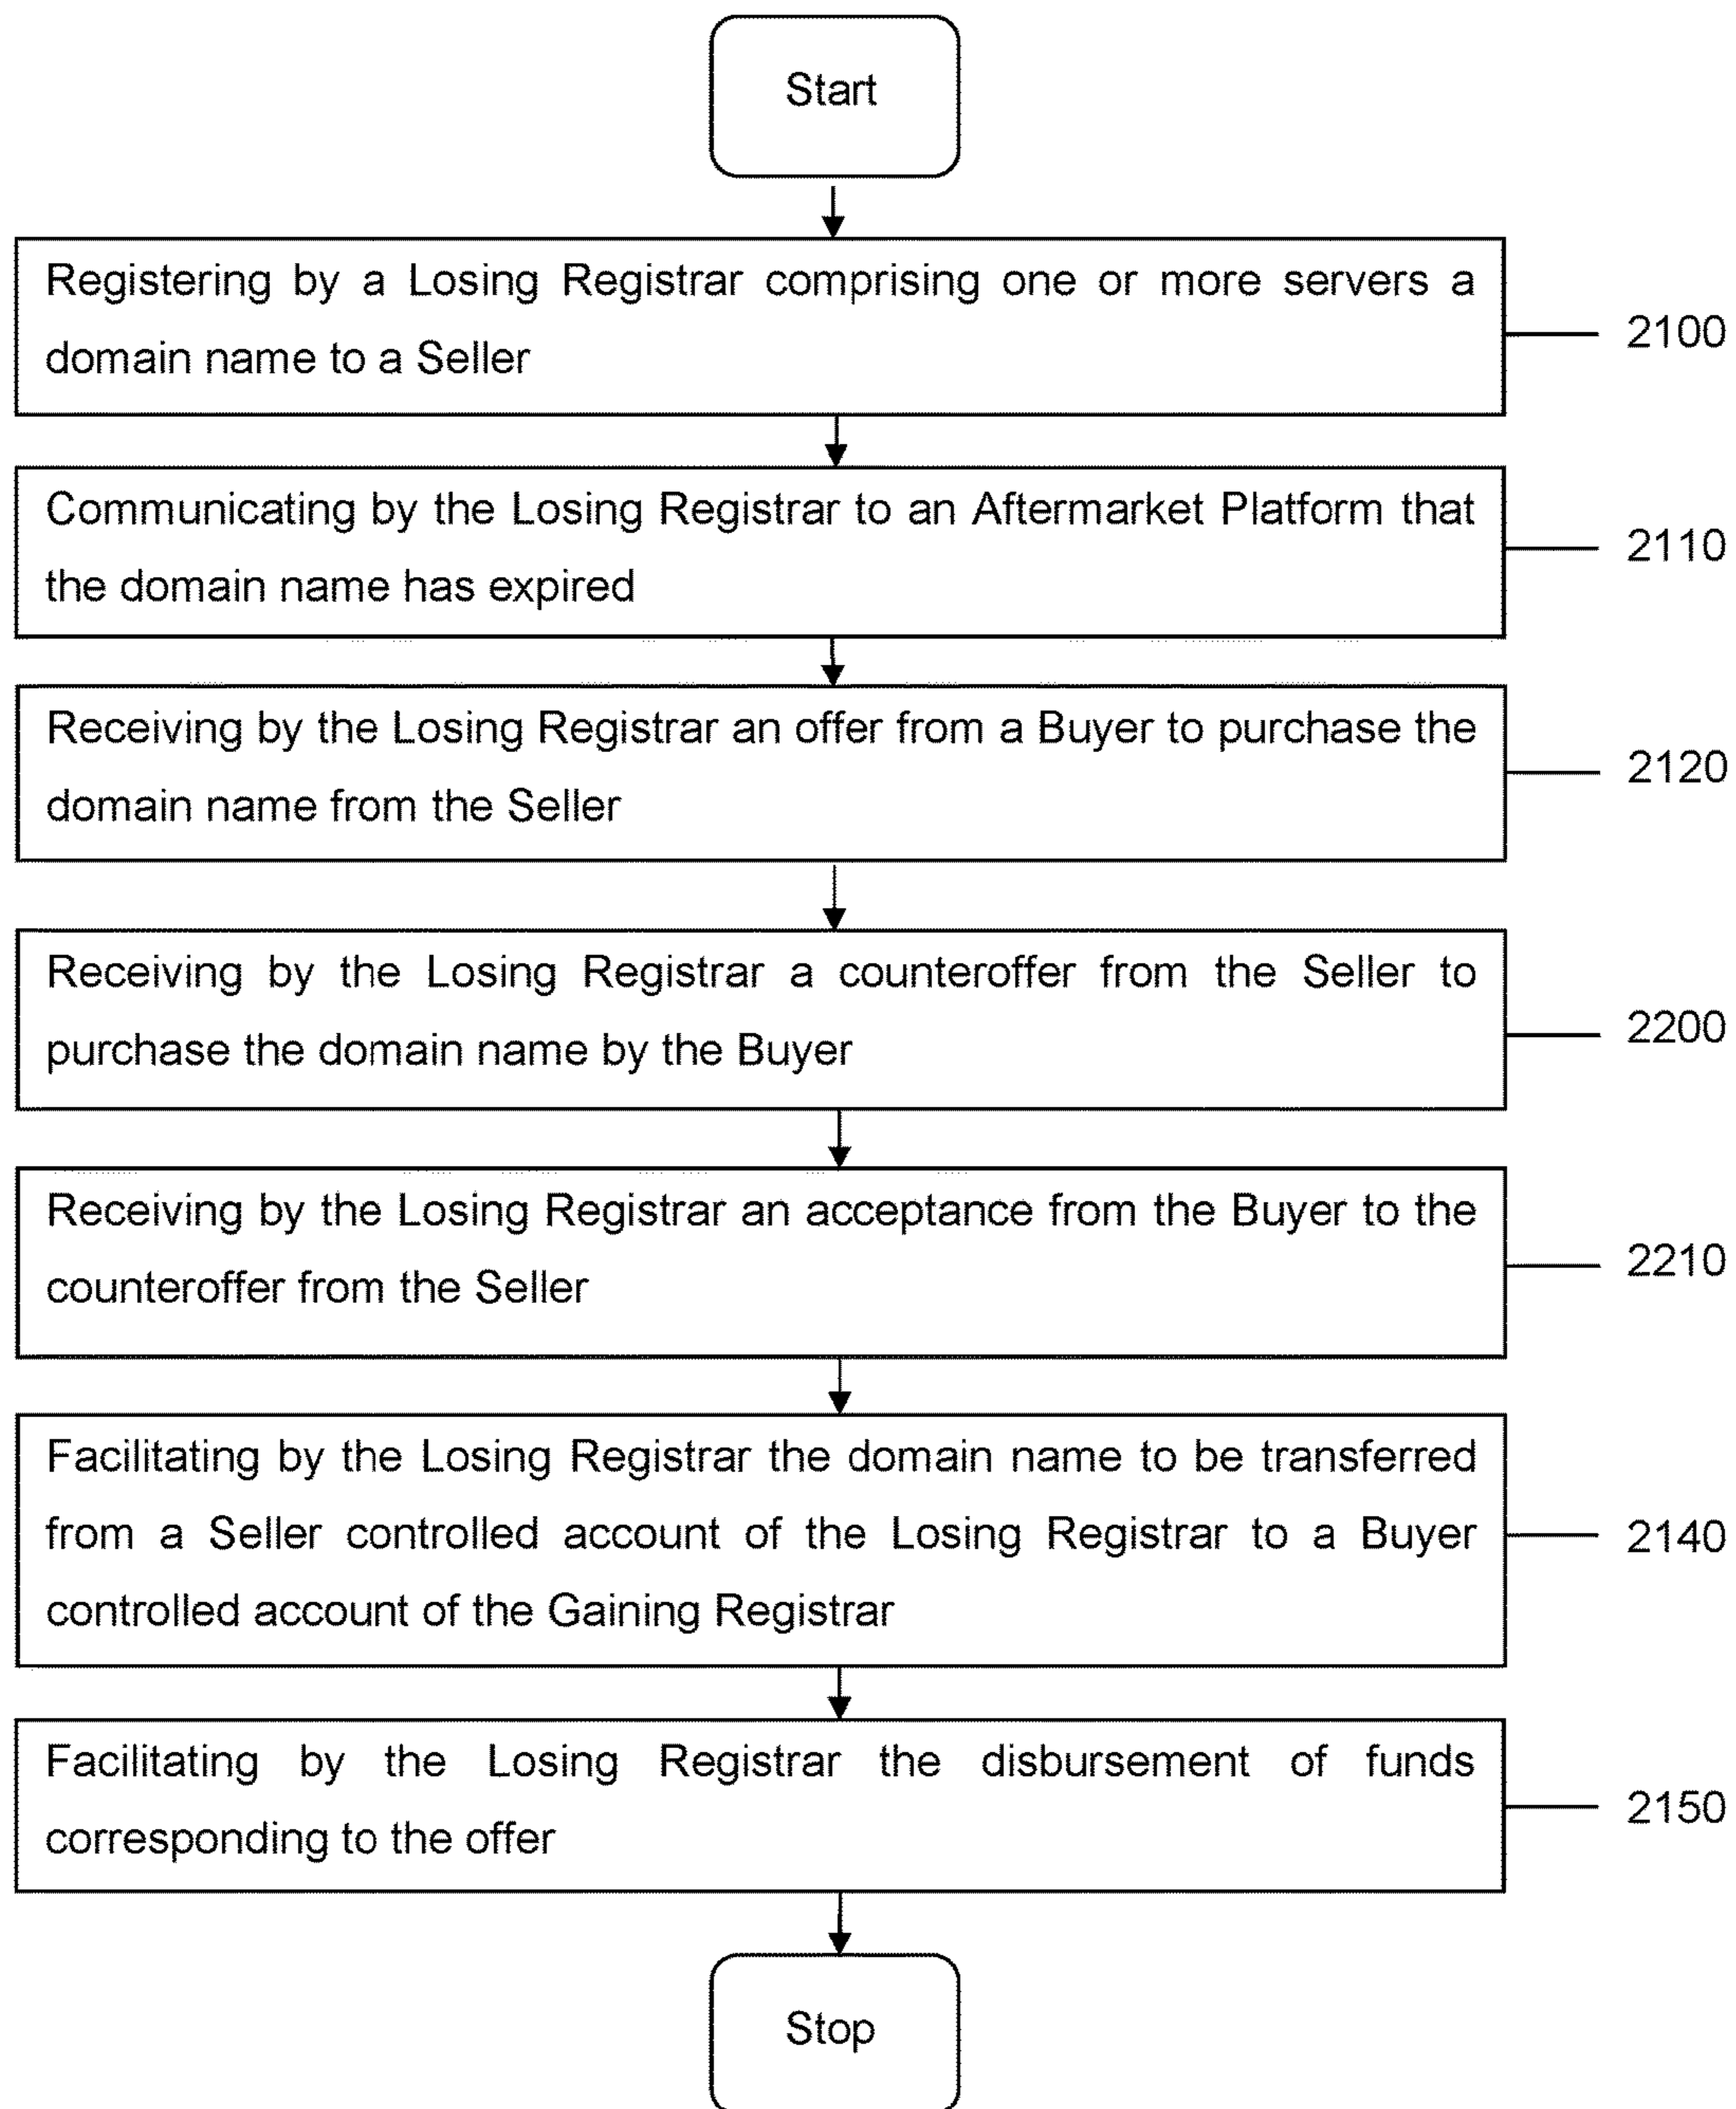 Start
Registering by a Losing Registrar comprising one or more servers a
domain name to a Seller
2100
Communicating by the Losing Registrar to an Aftermarket Platform that
the domain name has expired
2110
Receiving by the Losing Registrar an offer from a Buyer to purchase the
domain name from the Seller
2120
Receiving by the Losing Registrar a counteroffer from the Seller to
purchase the domain name by the Buyer
2200
Receiving by the Losing Registrar an acceptance from the Buyer to the
counteroffer from the Seller
2210
Facilitating by the Losing Registrar the domain name to be transferred
from a Seller controlled account of the Losing Registrar to a Buyer
controlled account of the Gaining Registrar
2140
Facilitating by the Losing Registrar the disbursement of funds
corresponding to the offer
2150
Stop